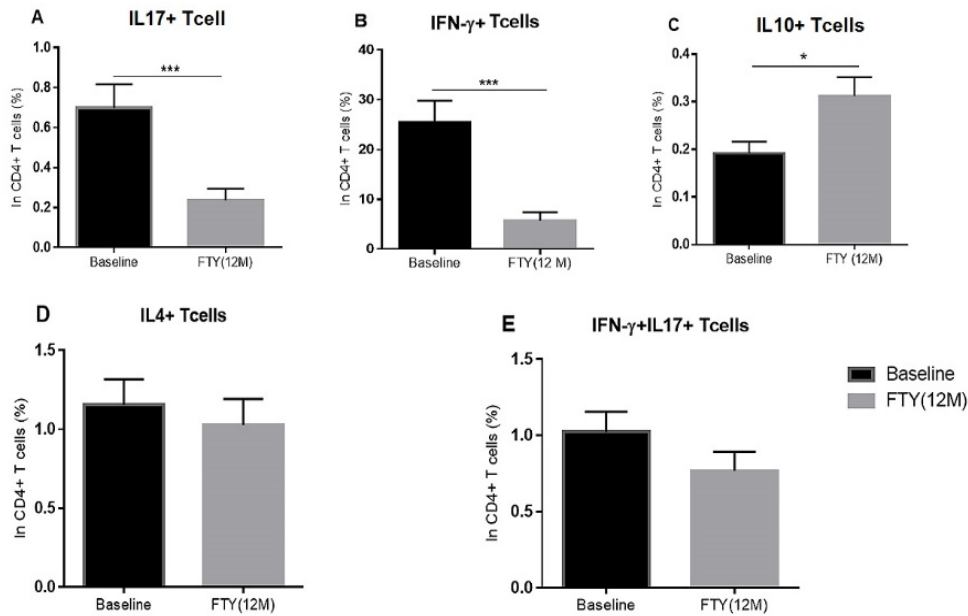 A
IL17+ Tcell
1.0
0.8
0.6
0.4
0.2
0.0
In CD4+ T cells (%)
***
Baseline
FTY(12M)
B
IFN-γ+ Tcells
60
40
20
0
In CD4+ T cells (%)
***
Baseline
FTY(12 M)
C
IL10+ Tcells
0.4
0.3
0.2
0.1
0.0
In CD4+ T cells (%)
*
Baseline
FTY (12M)
D
IL4+ Tcells
1.5
1.0
0.5
0.0
In CD4+ T cells (%)
Baseline
FTY(12M)
E
IFN-γ+IL17+ Tcells
1.5
1.0
0.5
0.0
In CD4+ T cells (%)
Baseline
FTY(12M)
Baseline
FTY(12M)